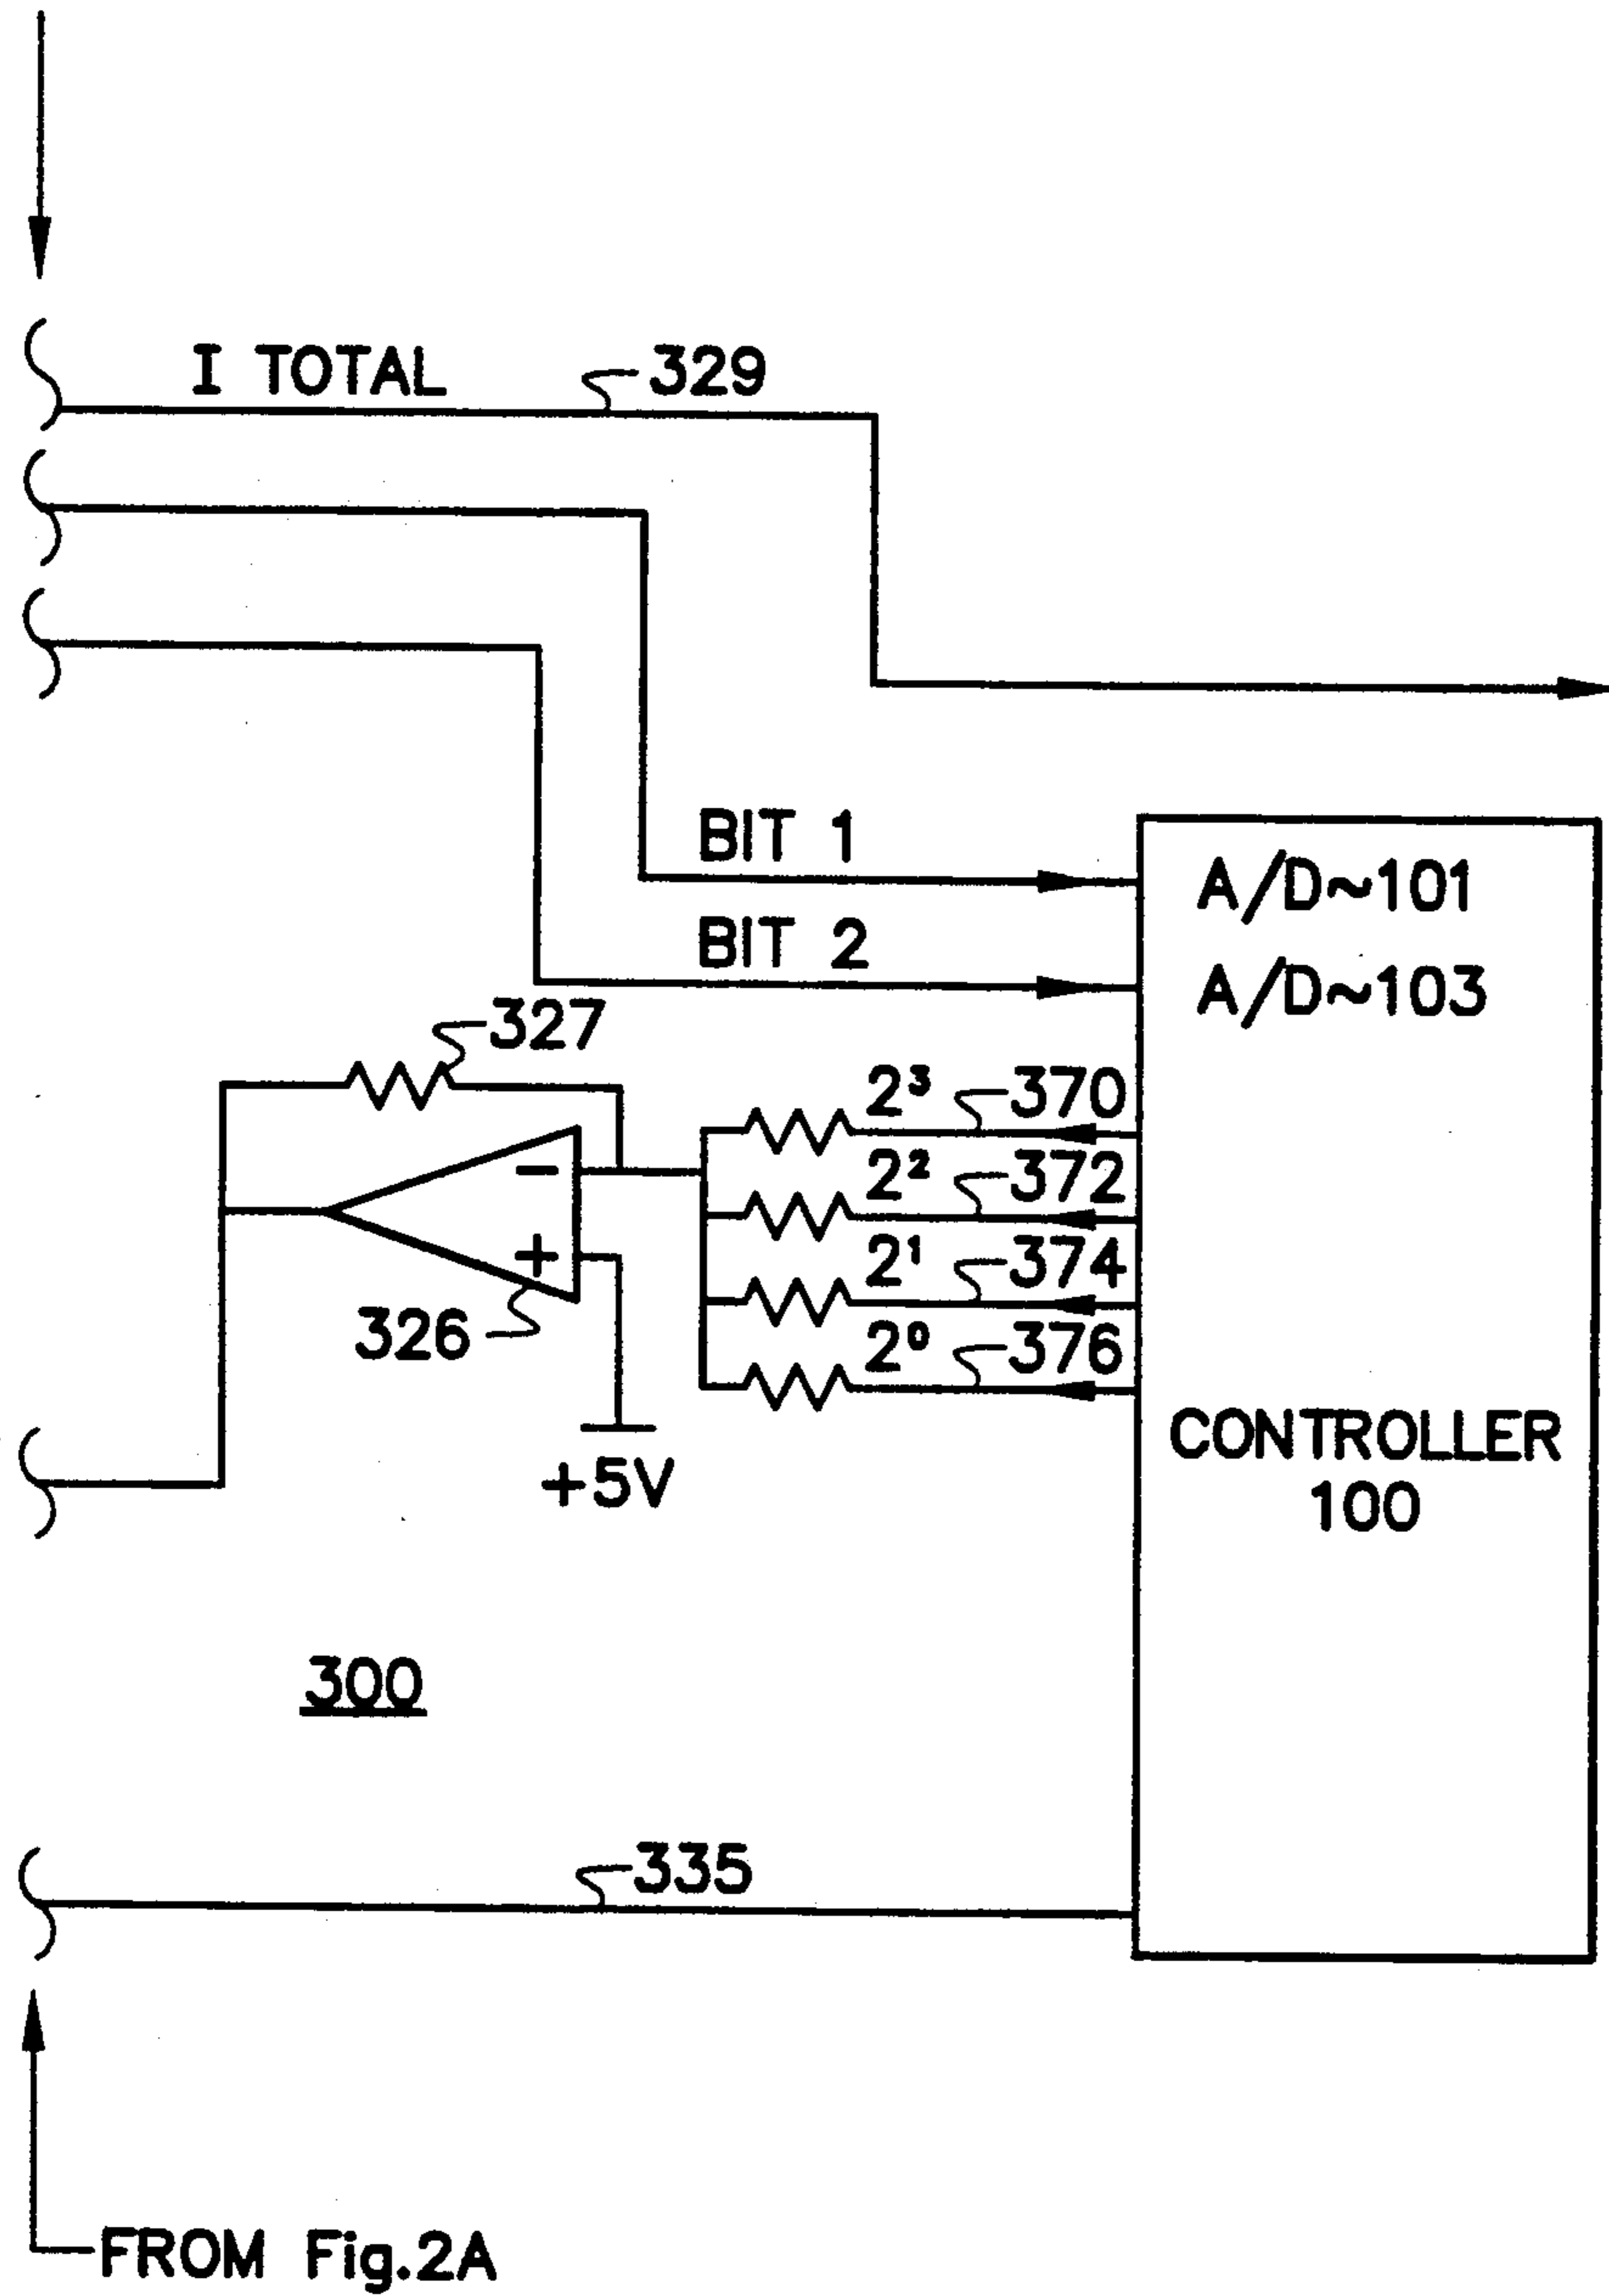 I TOTAL
329
BIT 1
A/D~101
BIT 2
A/D~103
327
2³
370
−
2²
372
+
2¹
374
326
2⁰
376
+5V
CONTROLLER
100
300
335
FROM Fig.2A